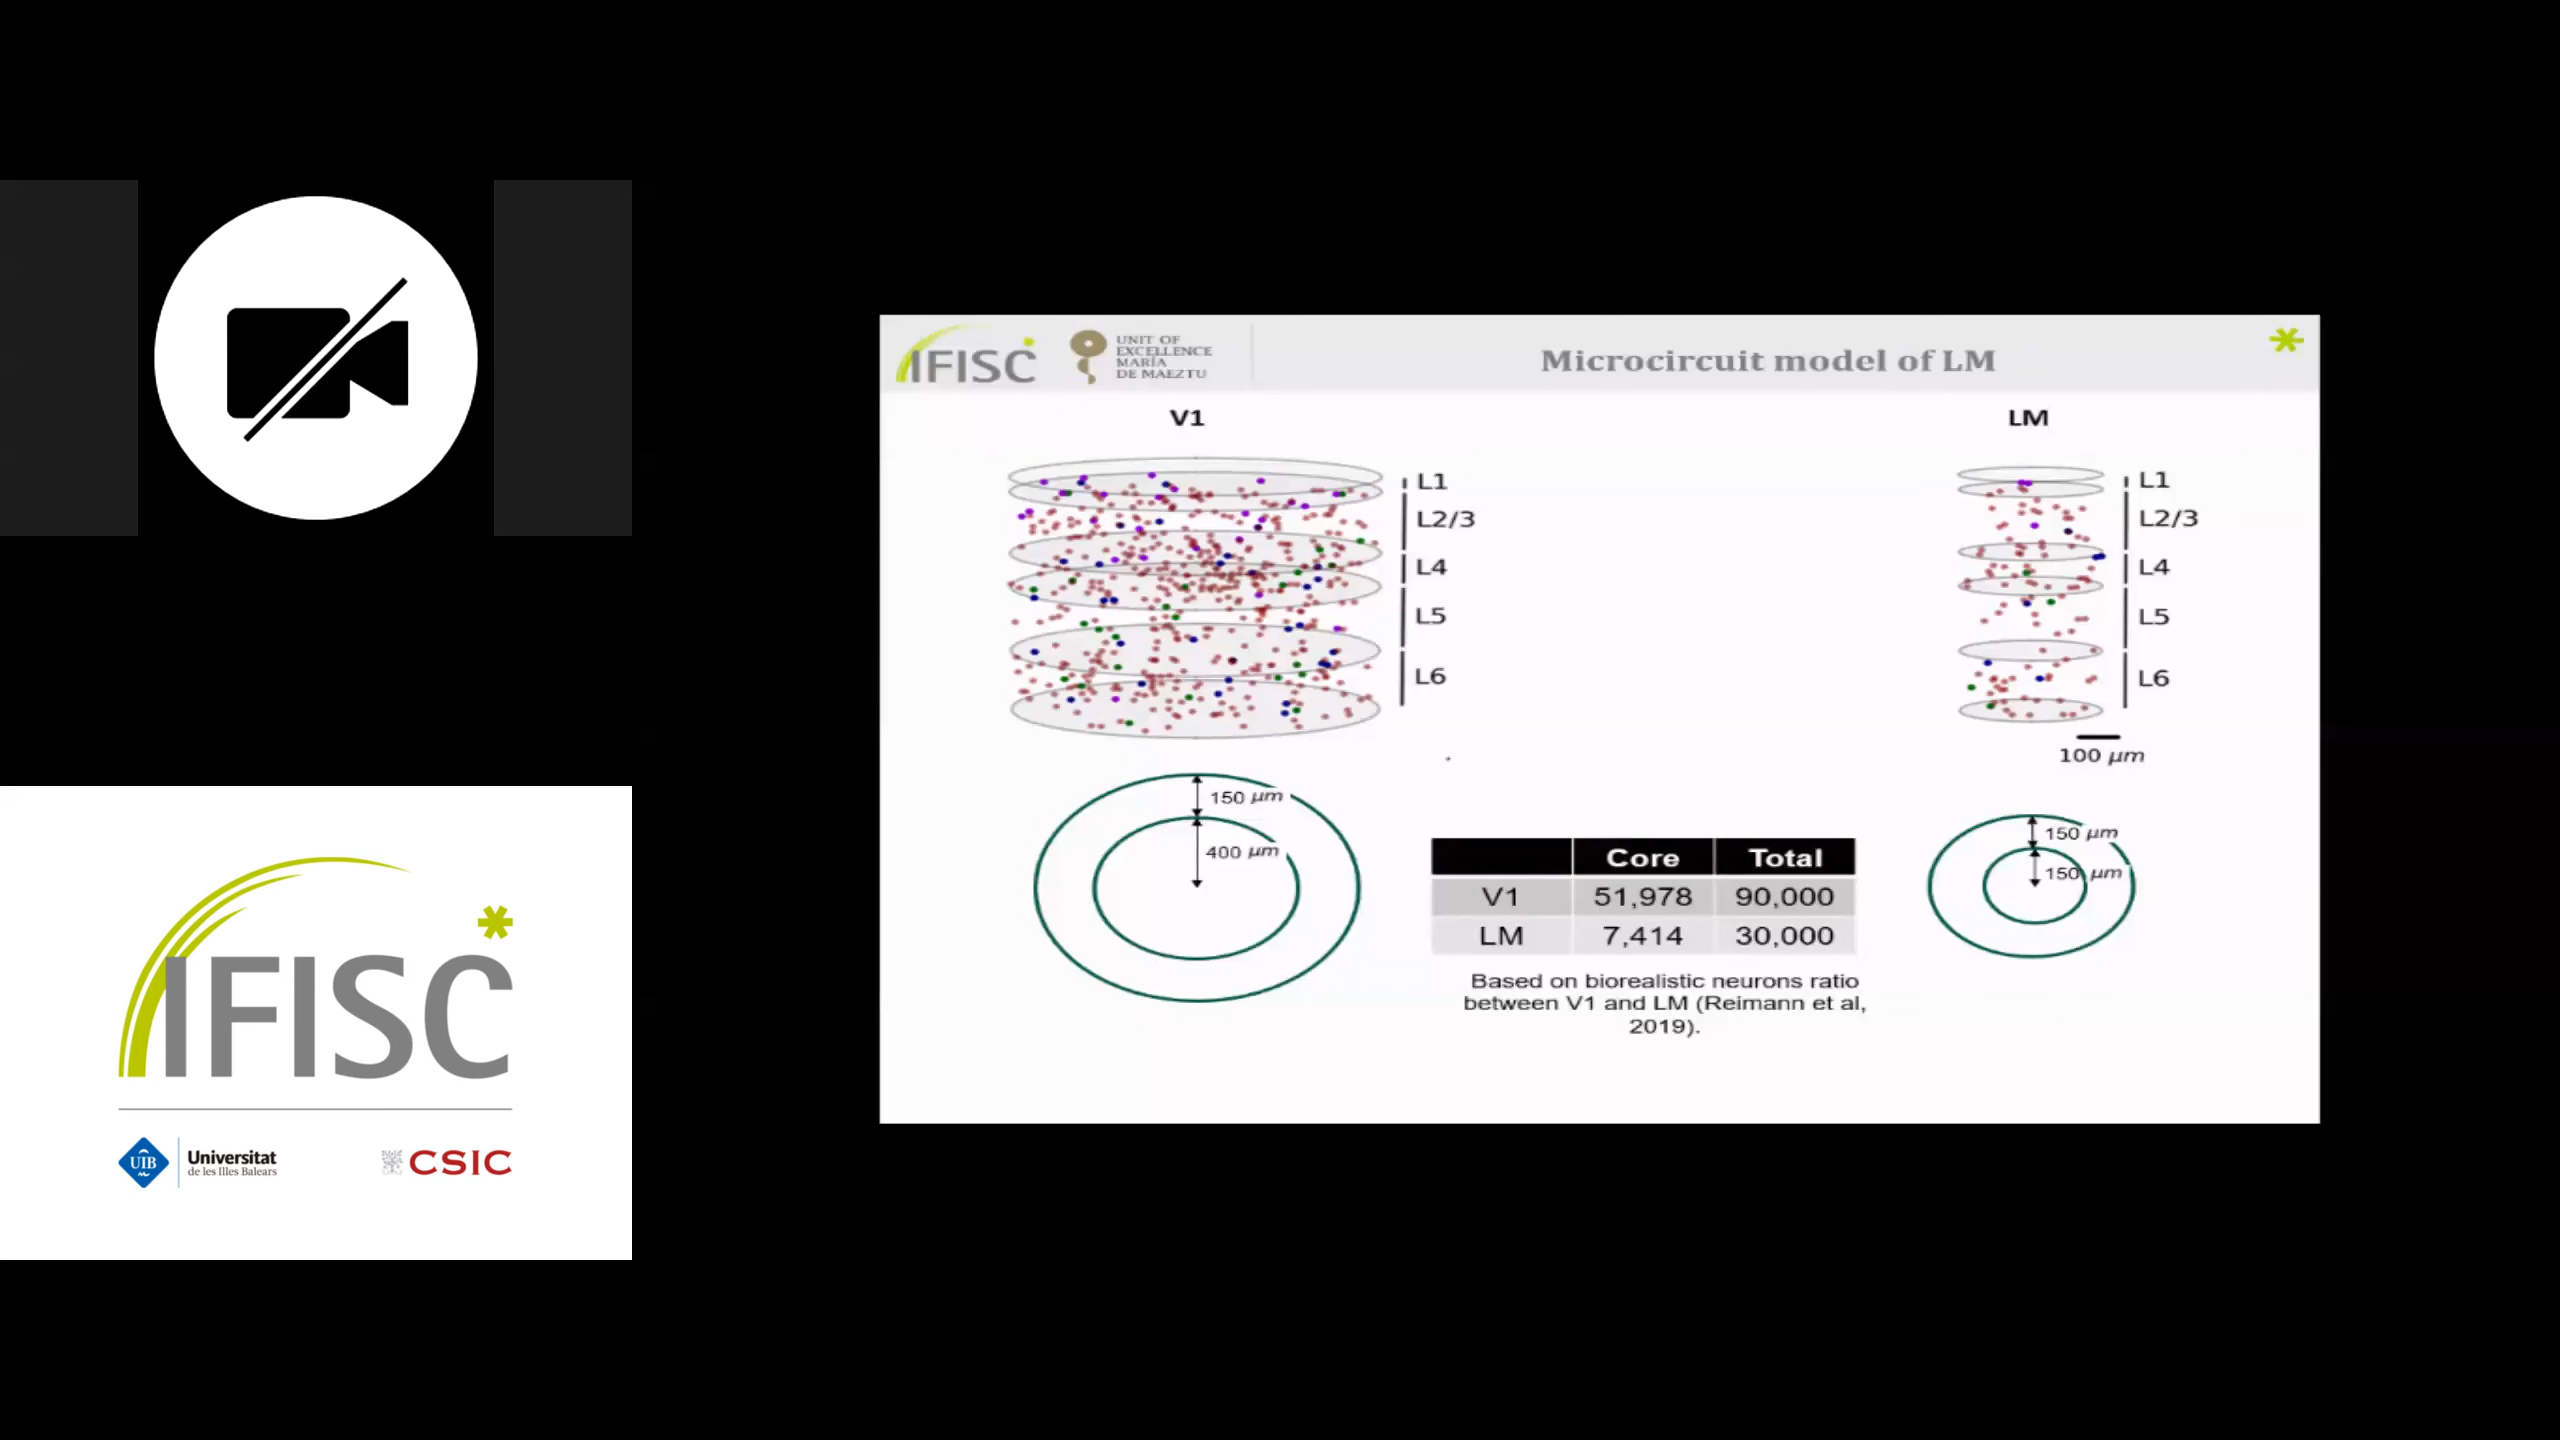 IFISC
UNIT OF
EXCELLENCE
MARÍA
DE MAEZTU
Microcircuit model of LM
V1
LM
L1
L2/3
L4
L5
L6
L1
L2/3
L4
L5
L6
100 µm
150 µm
400 µm
150 µm
150 µm
Core Total
V1 51,978 90,000
LM 7,414 30,000
Based on biorealistic neurons ratio
between V1 and LM (Reimann et al,
2019).
IFISC
UIB
Universitat
de les Illes Balears
CSIC